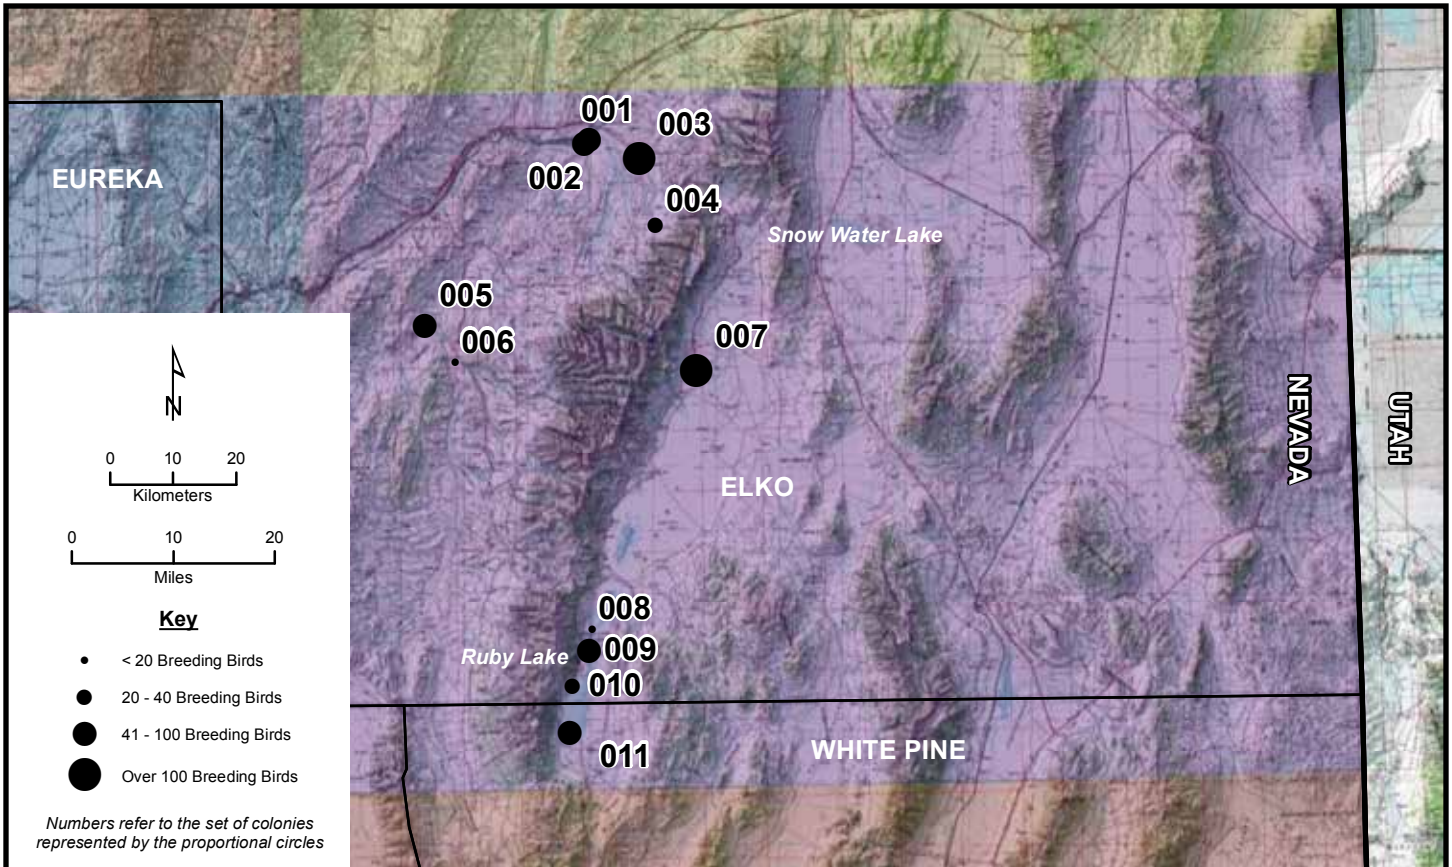 001
003
EUREKA
002
004
Snow Water Lake
005
006
007
N
NEVADA
UTAH
0 10 20
Kilometers
ELKO
0 10 20
Miles
008
Key
009
< 20 Breeding Birds
Ruby Lake
010
20 - 40 Breeding Birds
41 - 100 Breeding Birds
011
WHITE PINE
Over 100 Breeding Birds
Numbers refer to the set of colonies
represented by the proportional circles